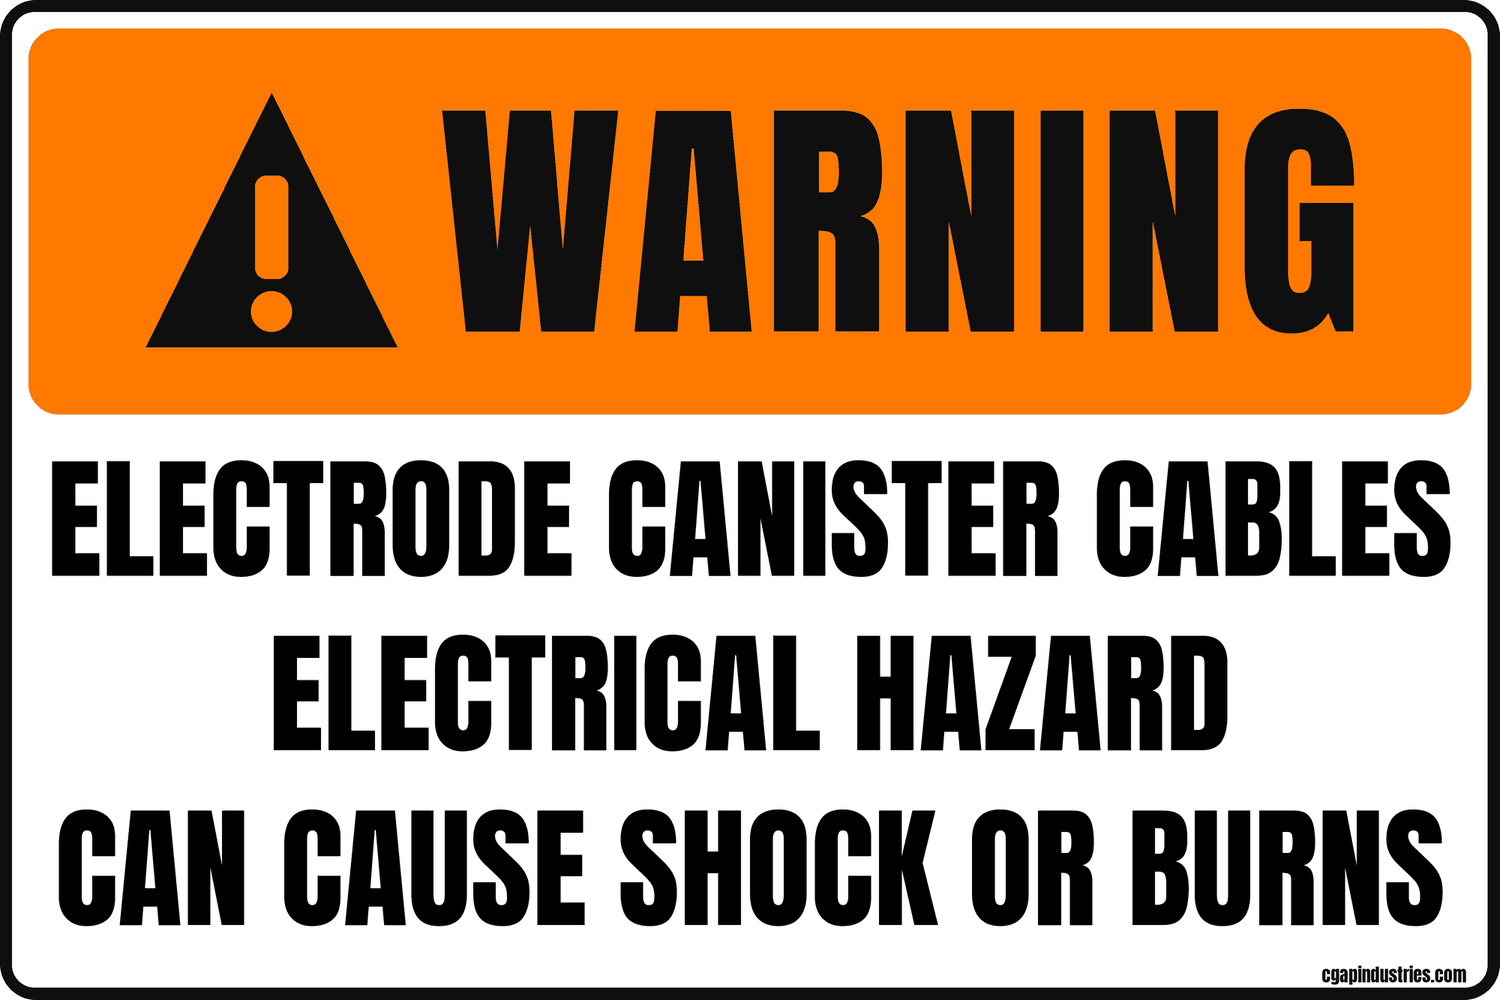 WARNING
ELECTRODE CANISTER CABLES
ELECTRICAL HAZARD
CAN CAUSE SHOCK OR BURNS
cgapindustries.com